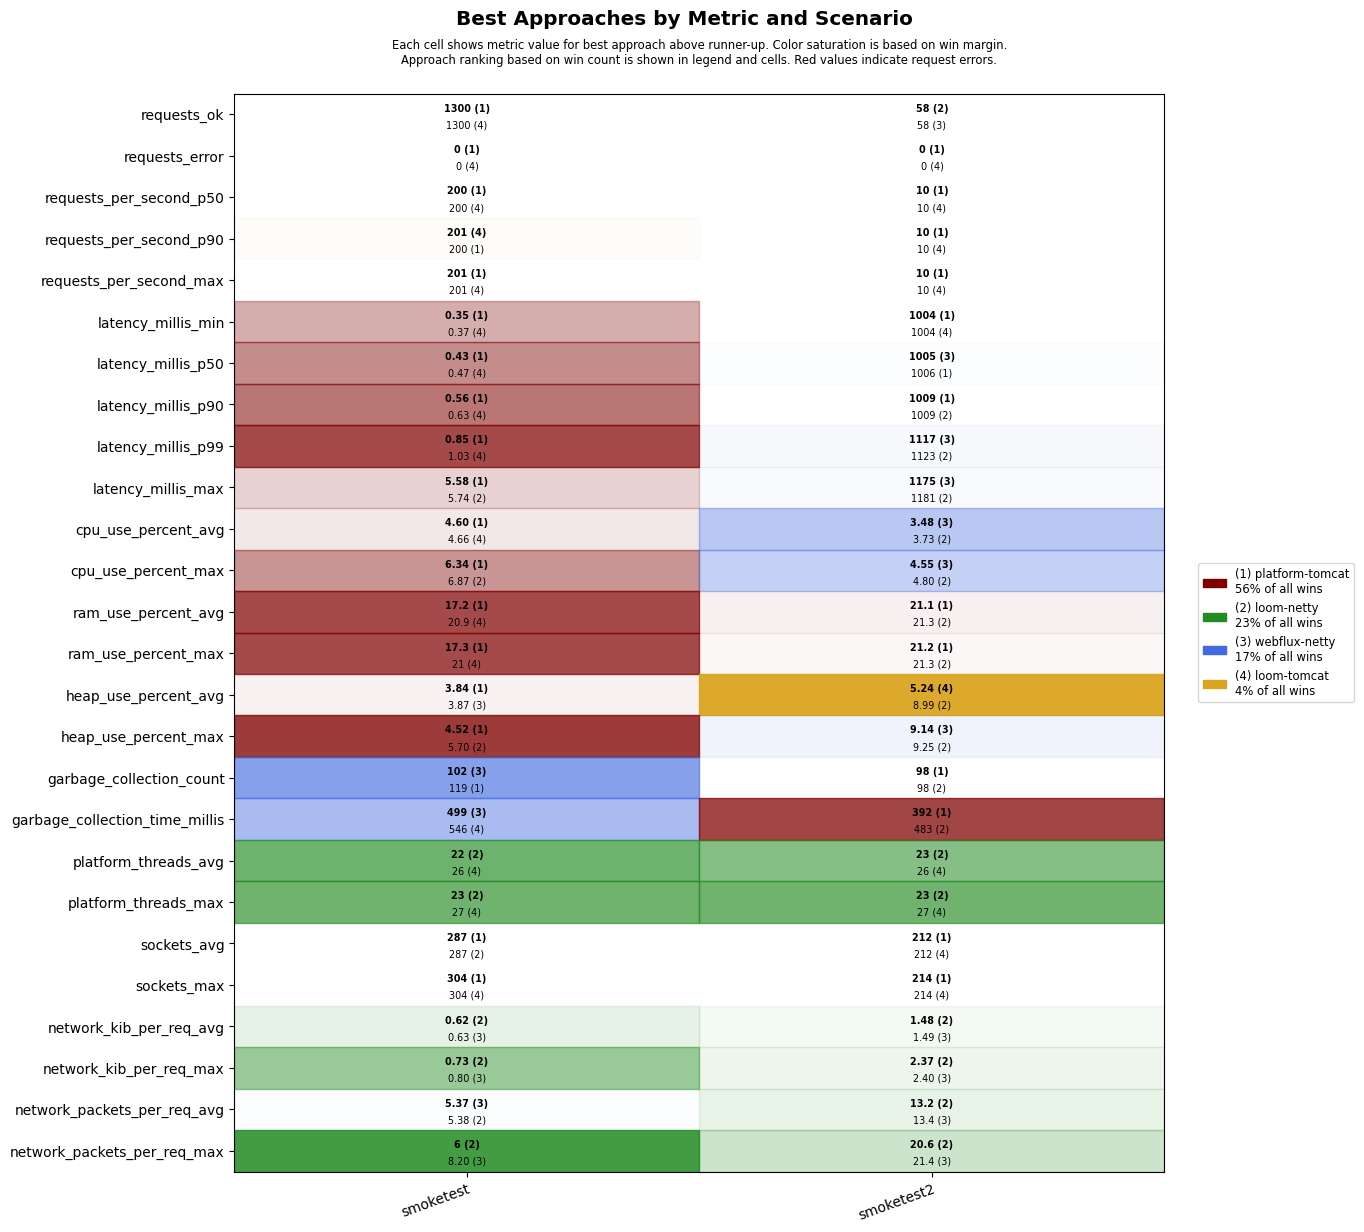 Best Approaches by Metric and Scenario
Each cell shows metric value for best approach above runner-up. Color saturation is based on win margin.
Approach ranking based on win count is shown in legend and cells. Red values indicate request errors.
requests_ok
1300 (1)
1300 (4)
58 (2)
58 (3)
requests_error
0 (1)
0 (4)
0 (1)
0 (4)
requests_per_second_p50
200 (1)
200 (4)
10 (1)
10 (4)
requests_per_second_p90
201 (4)
200 (1)
10 (1)
10 (4)
requests_per_second_max
201 (1)
201 (4)
10 (1)
10 (4)
latency_millis_min
0.35 (1)
0.37 (4)
1004 (1)
1004 (4)
latency_millis_p50
0.43 (1)
0.47 (4)
1005 (3)
1006 (1)
latency_millis_p90
0.56 (1)
0.63 (4)
1009 (1)
1009 (2)
latency_millis_p99
0.85 (1)
1.03 (4)
1117 (3)
1123 (2)
latency_millis_max
5.58 (1)
5.74 (2)
1175 (3)
1181 (2)
cpu_use_percent_avg
4.60 (1)
4.66 (4)
3.48 (3)
3.73 (2)
cpu_use_percent_max
6.34 (1)
6.87 (2)
4.55 (3)
4.80 (2)
ram_use_percent_avg
17.2 (1)
20.9 (4)
21.1 (1)
21.3 (2)
ram_use_percent_max
17.3 (1)
21 (4)
21.2 (1)
21.3 (2)
heap_use_percent_avg
3.84 (1)
3.87 (3)
5.24 (4)
8.99 (2)
heap_use_percent_max
4.52 (1)
5.70 (2)
9.14 (3)
9.25 (2)
garbage_collection_count
102 (3)
119 (1)
98 (1)
98 (2)
garbage_collection_time_millis
499 (3)
546 (4)
392 (1)
483 (2)
platform_threads_avg
22 (2)
26 (4)
23 (2)
26 (4)
platform_threads_max
23 (2)
27 (4)
23 (2)
27 (4)
sockets_avg
287 (1)
287 (2)
212 (1)
212 (4)
sockets_max
304 (1)
304 (4)
214 (1)
214 (4)
network_kib_per_req_avg
0.62 (2)
0.63 (3)
1.48 (2)
1.49 (3)
network_kib_per_req_max
0.73 (2)
0.80 (3)
2.37 (2)
2.40 (3)
network_packets_per_req_avg
5.37 (3)
5.38 (2)
13.2 (2)
13.4 (3)
network_packets_per_req_max
6 (2)
8.20 (3)
20.6 (2)
21.4 (3)
smoketest
smoketest2
(1) platform-tomcat
56% of all wins
(2) loom-netty
23% of all wins
(3) webflux-netty
17% of all wins
(4) loom-tomcat
4% of all wins